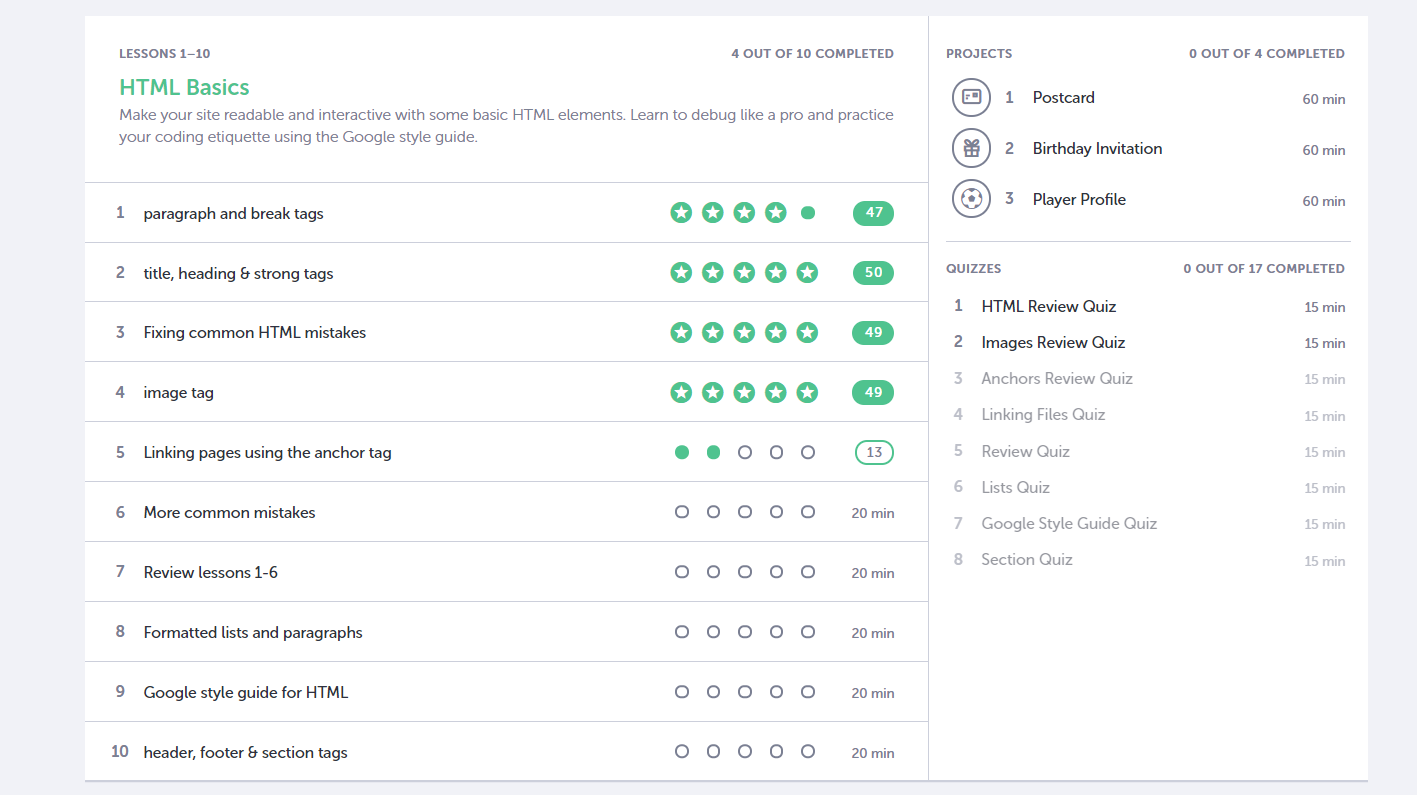 LESSONS 1–10
4 OUT OF 10 COMPLETED
HTML Basics
Make your site readable and interactive with some basic HTML elements. Learn to debug like a pro and practice
your coding etiquette using the Google style guide.
1 paragraph and break tags 47
2 title, heading & strong tags 50
3 Fixing common HTML mistakes 49
4 image tag 49
5 Linking pages using the anchor tag 13
6 More common mistakes 20 min
7 Review lessons 1-6 20 min
8 Formatted lists and paragraphs 20 min
9 Google style guide for HTML 20 min
10 header, footer & section tags 20 min
PROJECTS
0 OUT OF 4 COMPLETED
1 Postcard 60 min
2 Birthday Invitation 60 min
3 Player Profile 60 min
QUIZZES
0 OUT OF 17 COMPLETED
1 HTML Review Quiz 15 min
2 Images Review Quiz 15 min
3 Anchors Review Quiz 15 min
4 Linking Files Quiz 15 min
5 Review Quiz 15 min
6 Lists Quiz 15 min
7 Google Style Guide Quiz 15 min
8 Section Quiz 15 min